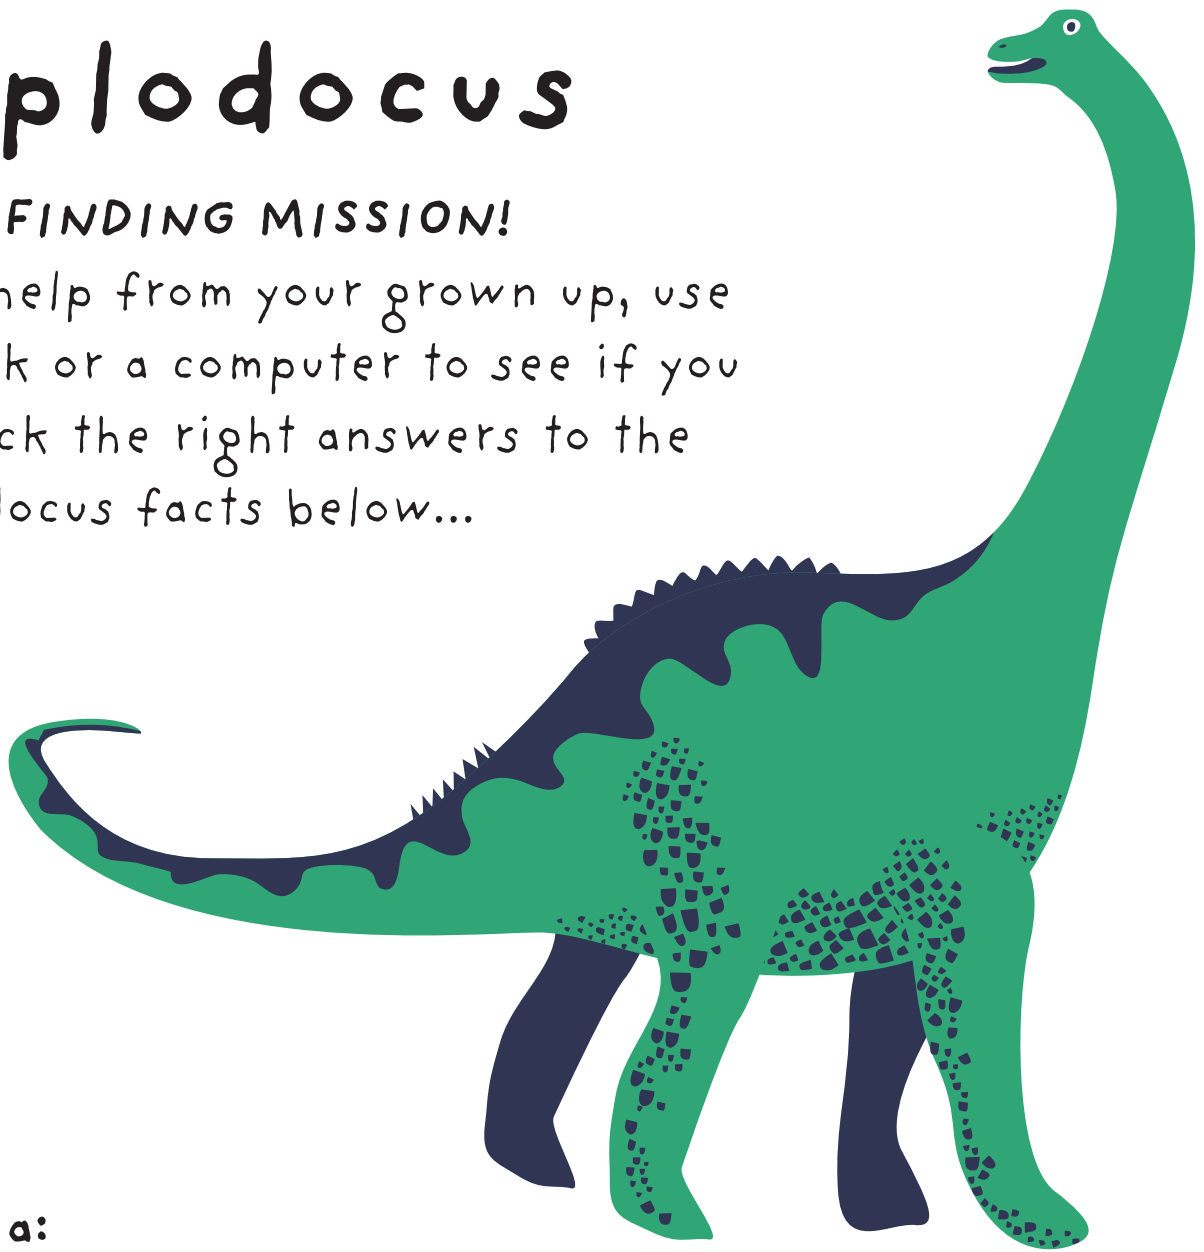 plodocus
FINDING MISSION!
help from your grown up, use
k or a computer to see if you
ck the right answers to the
locus facts below...
a: